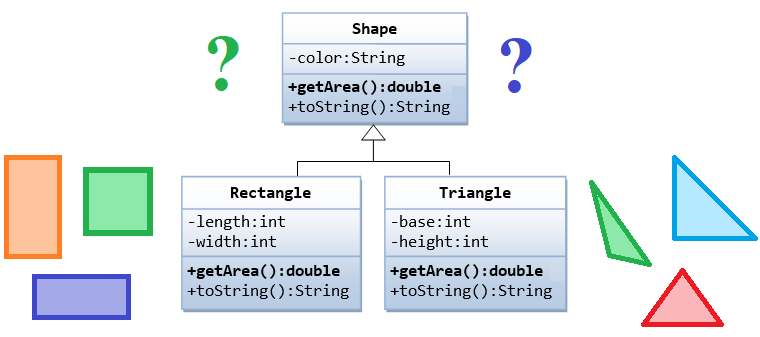 Shape
? ?
-color:String
+getArea():double
+toString():String
Rectangle
-length:int
-width:int
+getArea():double
+toString():String
Triangle
-base:int
-height:int
+getArea():double
+toString():String